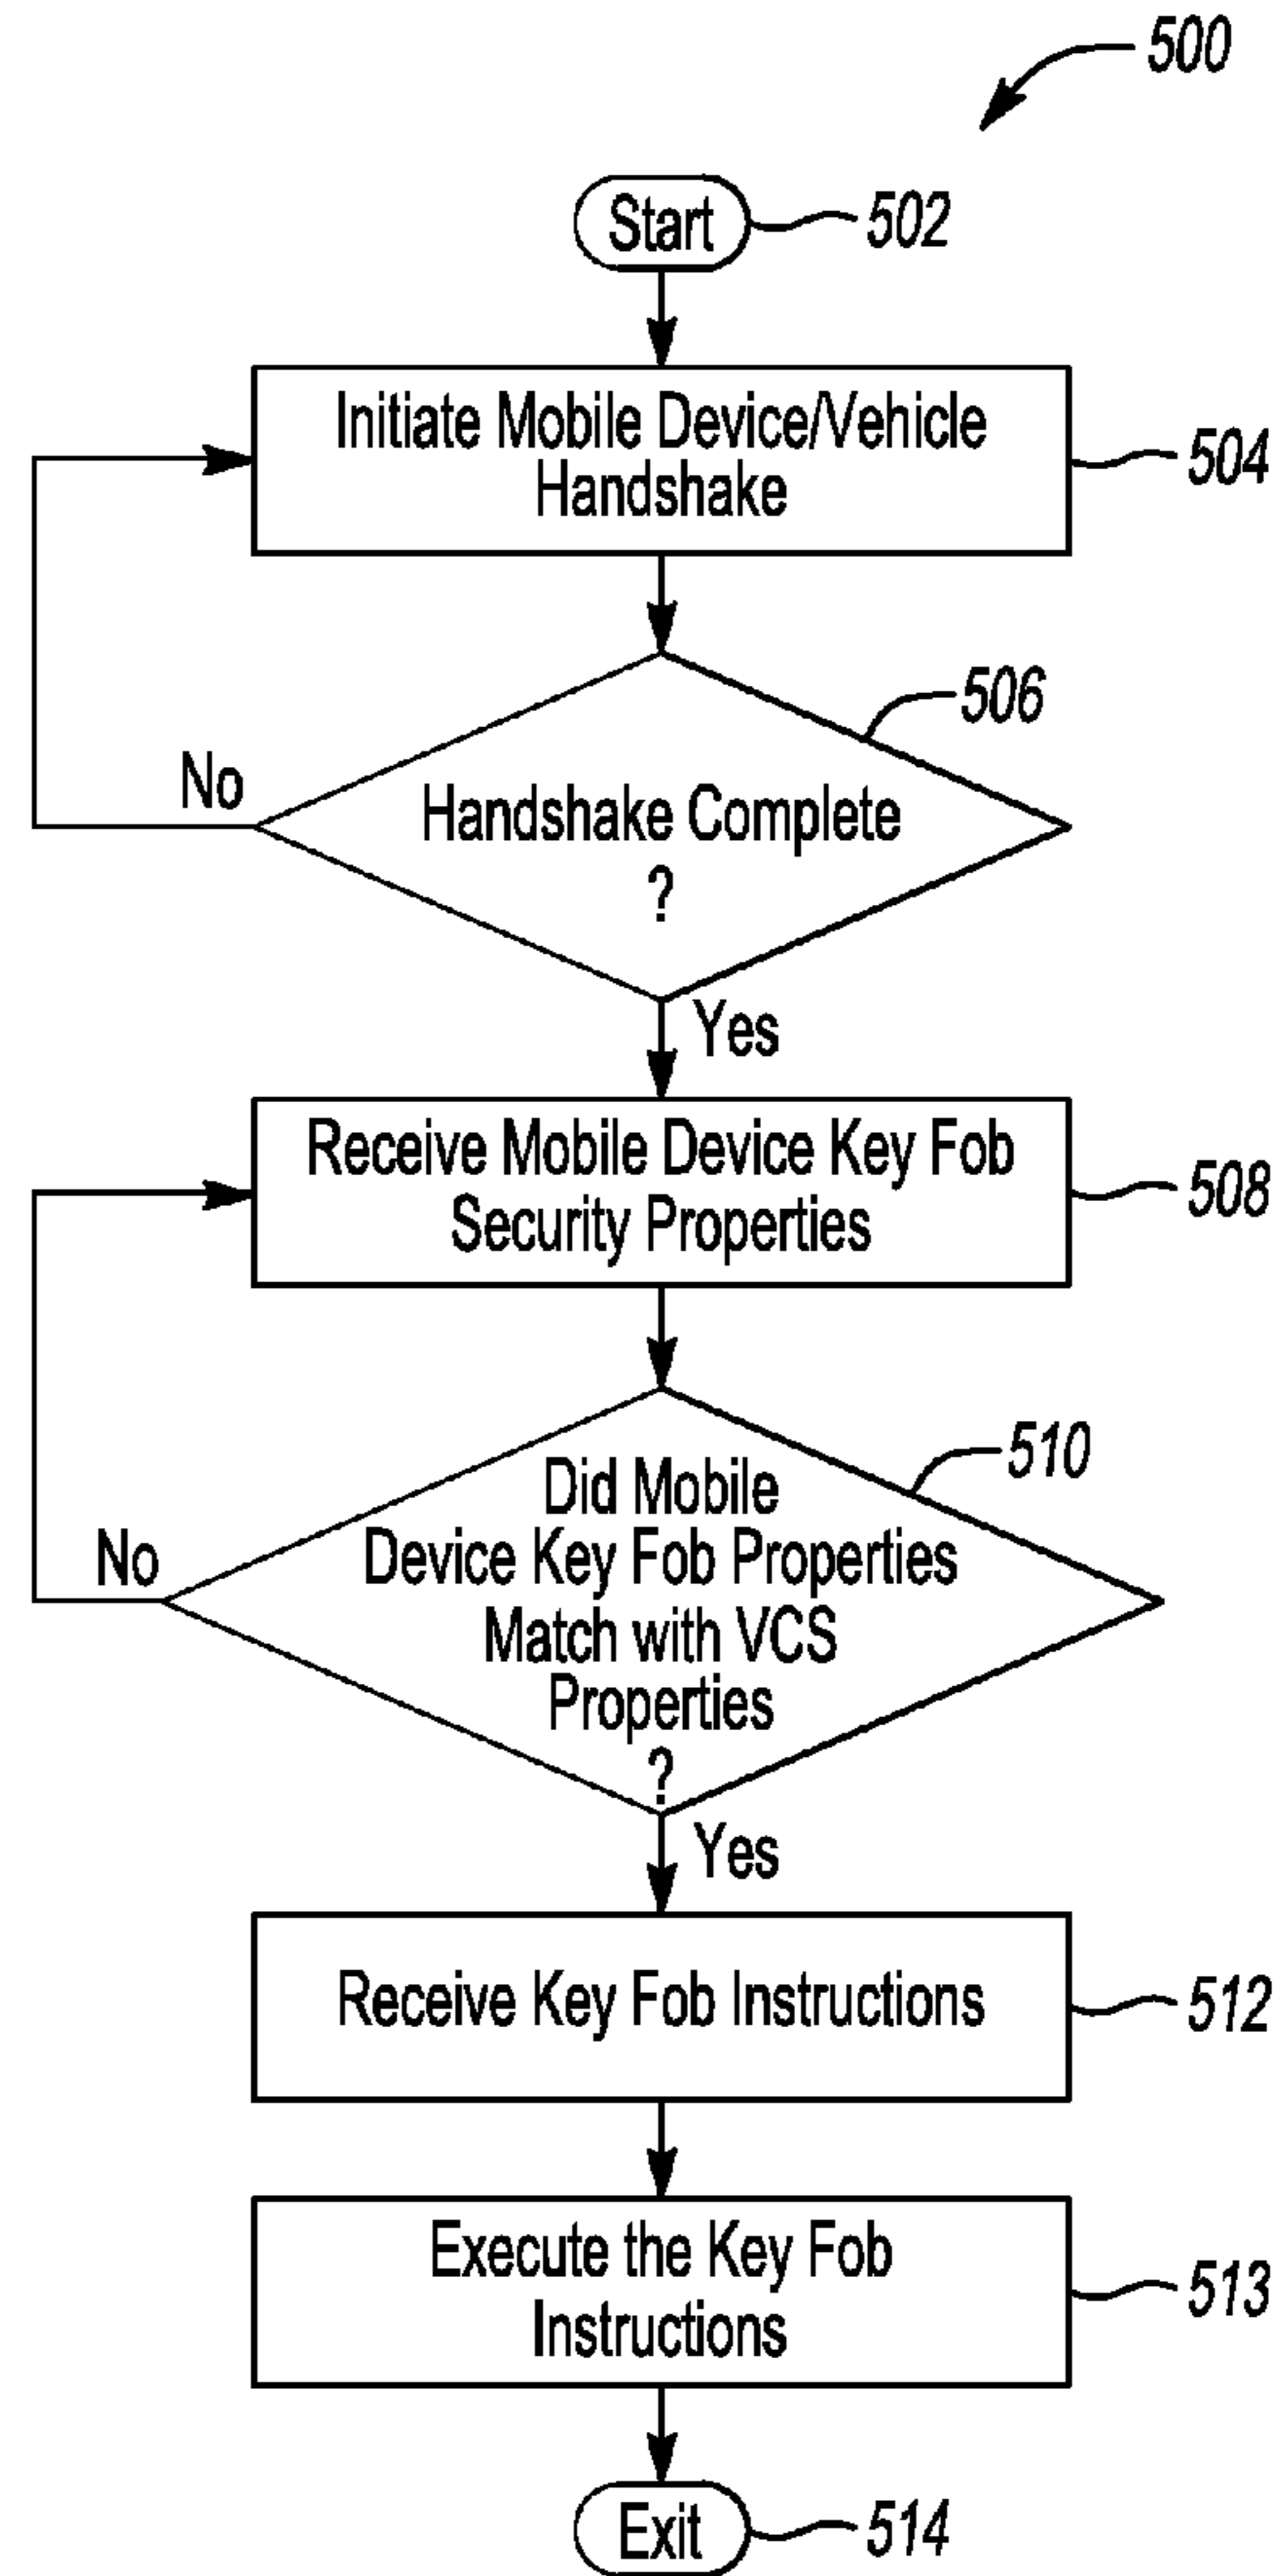 500
Start
502
Initiate Mobile Device/Vehicle
Handshake
504
506
Handshake Complete
?
No
Yes
Receive Mobile Device Key Fob
Security Properties
508
510
Did Mobile
Device Key Fob Properties
Match with VCS
Properties
?
No
Yes
Receive Key Fob Instructions
512
Execute the Key Fob
Instructions
513
Exit
514